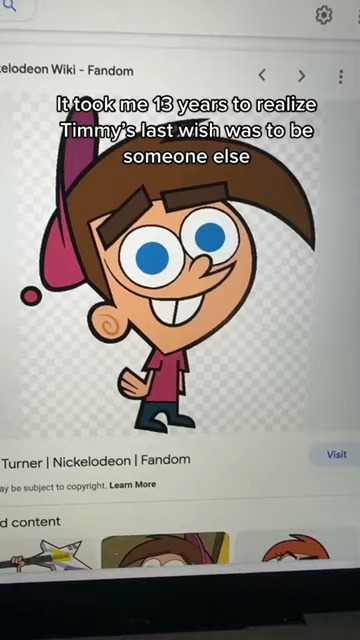 kelodeon Wiki - Fandom
It took me 13 years to realize
Timmy's last wish was to be
someone else
Turner | Nickelodeon | Fandom
Visit
ay be subject to copyright. Learn More
d content